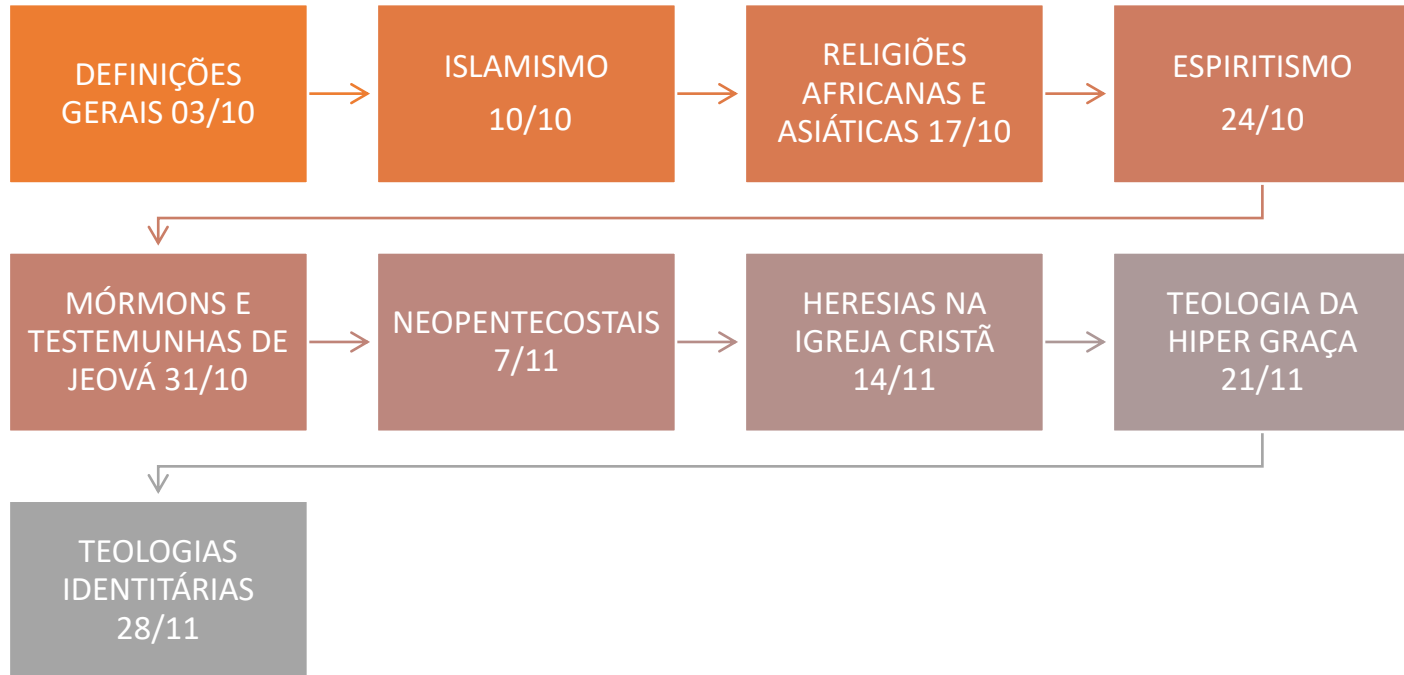 DEFINIÇÕES
GERAIS 03/10
ISLAMISMO
10/10
RELIGIÕES
AFRICANAS E
ASIÁTICAS 17/10
ESPIRITISMO
24/10
MÓRMONS E
TESTEMUNHAS DE
JEOVÁ 31/10
NEOPENTECOSTAIS
7/11
HERESIAS NA
IGREJA CRISTÃ
14/11
TEOLOGIA DA
HIPER GRAÇA
21/11
TEOLOGIAS
IDENTITÁRIAS
28/11